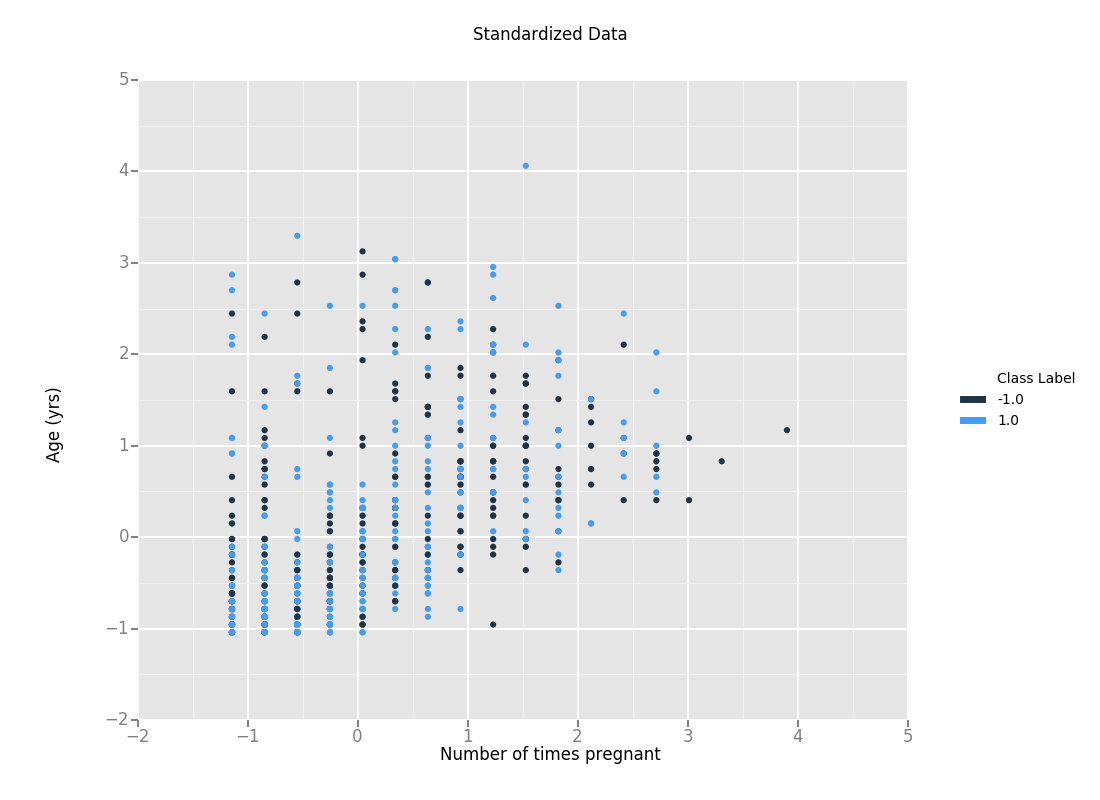 Standardized Data
5
4
3
2
1
0
−1
−2
Age (yrs)
−2 −1 0 1 2 3 4 5
Number of times pregnant
Class Label
-1.0
1.0